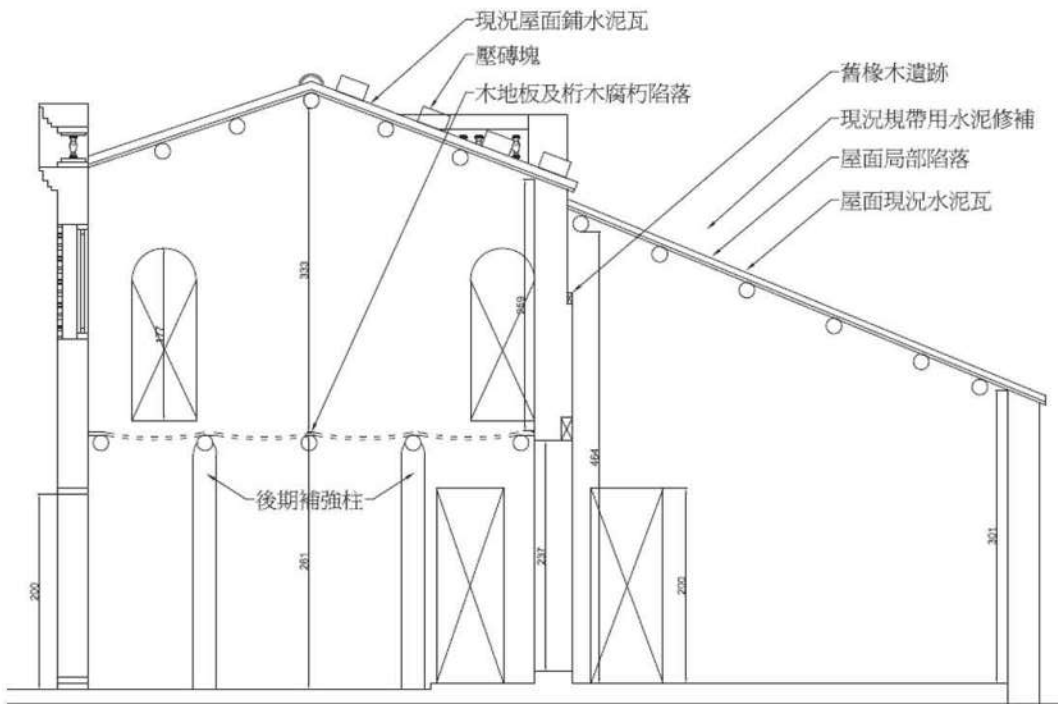 現況屋面鋪水泥瓦
壓磚塊
木地板及桁木腐朽陷落
舊椽木遺跡
現況規帶用水泥修補
屋面局部陷落
屋面現況水泥瓦
333
177
269
464
後期補強柱
200
261
237
200
301